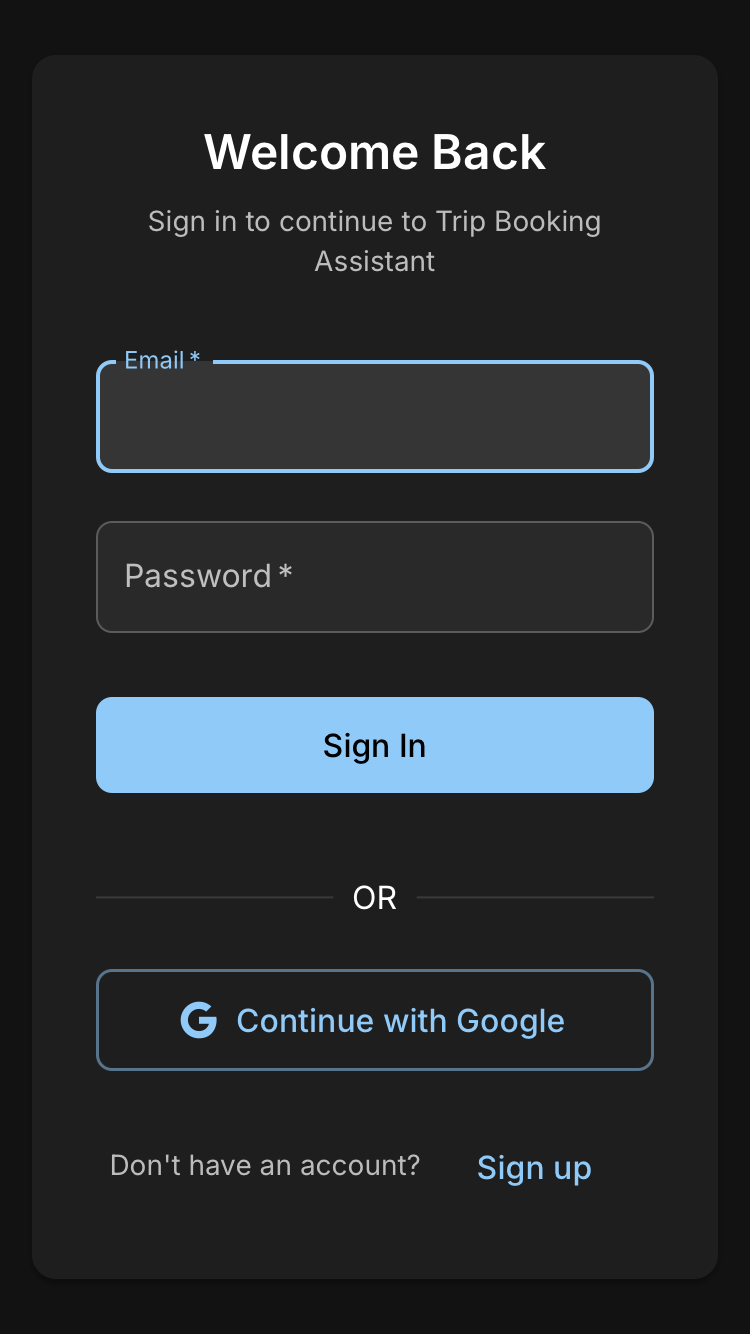 Welcome Back
Sign in to continue to Trip Booking
Assistant
Email *
Password *
Sign In
OR
Continue with Google
Don't have an account? Sign up